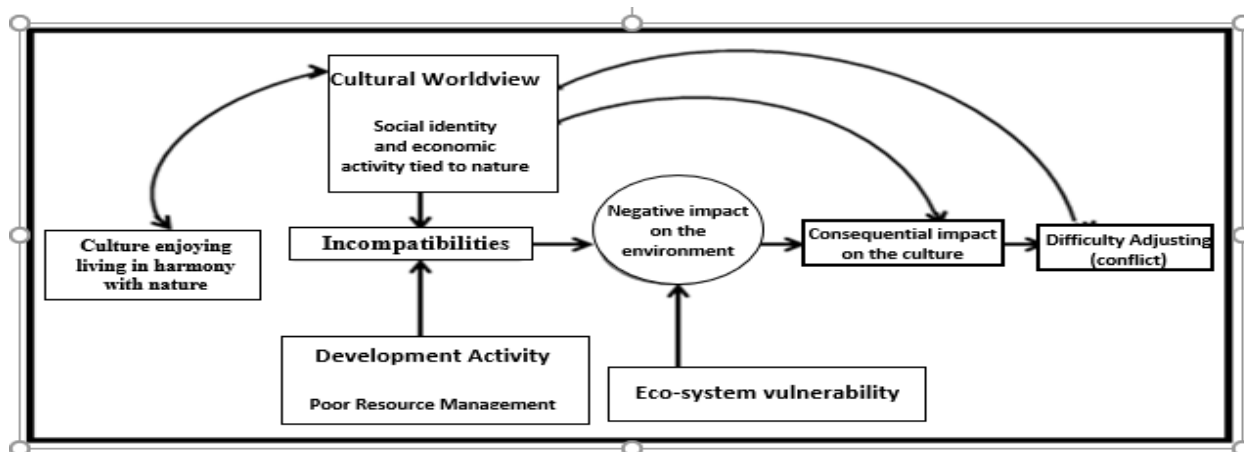 Cultural Worldview
Social identity
and economic
activity tied to nature
Culture enjoying
living in harmony
with nature
Incompatibilities
Negative impact
on the
environment
Consequential impact
on the culture
Difficulty Adjusting
(conflict)
Development Activity
Poor Resource Management
Eco-system vulnerability